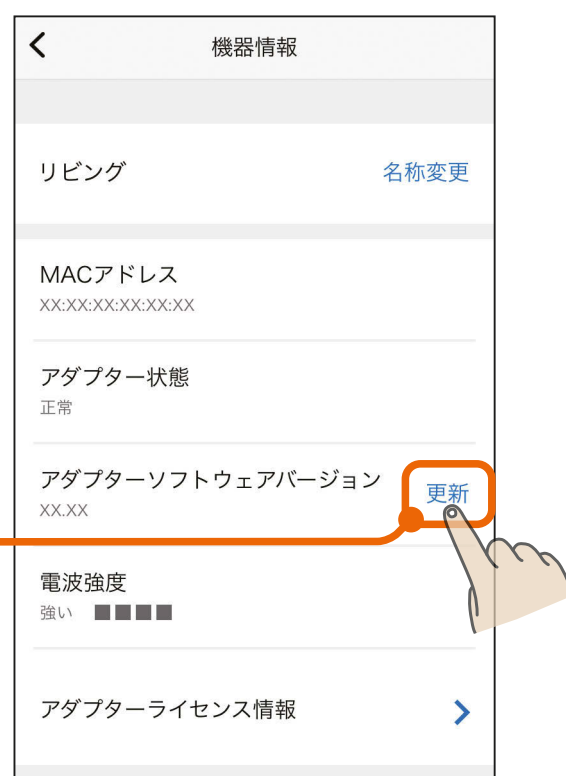 機器情報
リビング 名称変更
MACアドレス
XX:XX:XX:XX:XX:XX
アダプター状態
正常
アダプターソフトウェアバージョン 更新
XX.XX
電波強度
強い ■■■■
アダプターライセンス情報